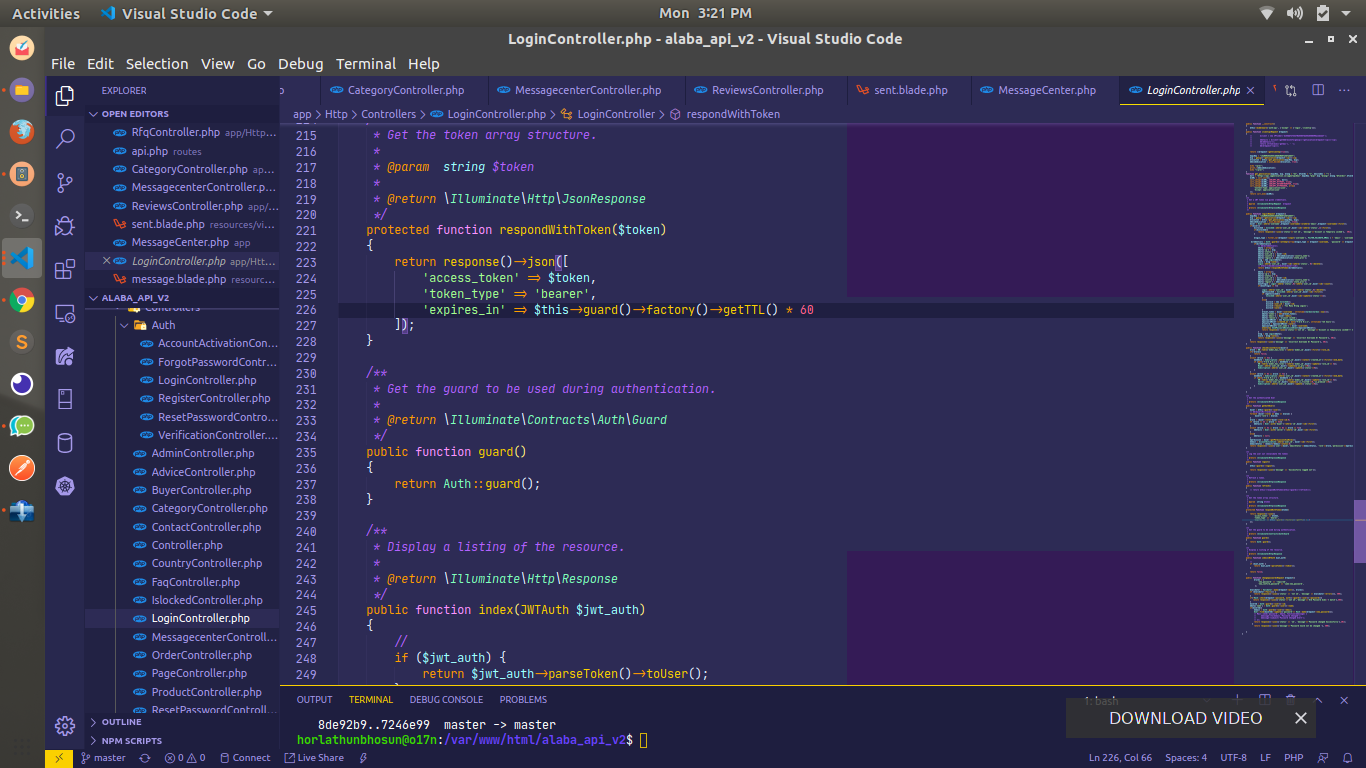 Activities Visual Studio Code Mon 3:21 PM
LoginController.php - alaba_api_v2 - Visual Studio Code
File Edit Selection View Go Debug Terminal Help
EXPLORER
OPEN EDITORS
RfqController.php app/Http...
api.php routes
CategoryController.php ap...
MessagecenterController.p...
ReviewsController.php app/...
sent.blade.php resources/vi...
MessageCenter.php app
LoginController.php app/Ht...
message.blade.php resourc...
ALABA_API_V2
Controllers
Auth
AccountActivationCon...
ForgotPasswordContr...
LoginController.php
RegisterController.php
ResetPasswordContro...
VerificationController....
AdminController.php
AdviceController.php
BuyerController.php
CategoryController.php
ContactController.php
Controller.php
CountryController.php
FaqController.php
IslockedController.php
LoginController.php
MessagecenterControll...
OrderController.php
PageController.php
ProductController.php
ResetPasswordControll...
OUTLINE
NPM SCRIPTS
CategoryController.php MessagecenterController.php ReviewsController.php sent.blade.php MessageCenter.php LoginController.php
app > Http > Controllers > LoginController.php > LoginController > respondWithToken
215 * Get the token array structure.
216 *
217 * @param  string $token
218 *
219 * @return \Illuminate\Http\JsonResponse
220 */
221 protected function respondWithToken($token)
222 {
223 return response()->json([
224 'access_token' => $token,
225 'token_type' => 'bearer',
226 'expires_in' => $this->guard()->factory()->getTTL() * 60
227 ]);
228 }
229
230 /**
231 * Get the guard to be used during authentication.
232 *
233 * @return \Illuminate\Contracts\Auth\Guard
234 */
235 public function guard()
236 {
237 return Auth::guard();
238 }
239
240 /**
241 * Display a listing of the resource.
242 *
243 * @return \Illuminate\Http\Response
244 */
245 public function index(JWTAuth $jwt_auth)
246 {
247 //
248 if ($jwt_auth) {
249 return $jwt_auth->parseToken()->toUser();
OUTPUT TERMINAL DEBUG CONSOLE PROBLEMS 1: bash
8de92b9..7246e99  master -> master
horlathunbhosun@o17n:/var/www/html/alaba_api_v2$
DOWNLOAD VIDEO
master 0 0 Connect Live Share Ln 226, Col 66 Spaces: 4 UTF-8 LF PHP